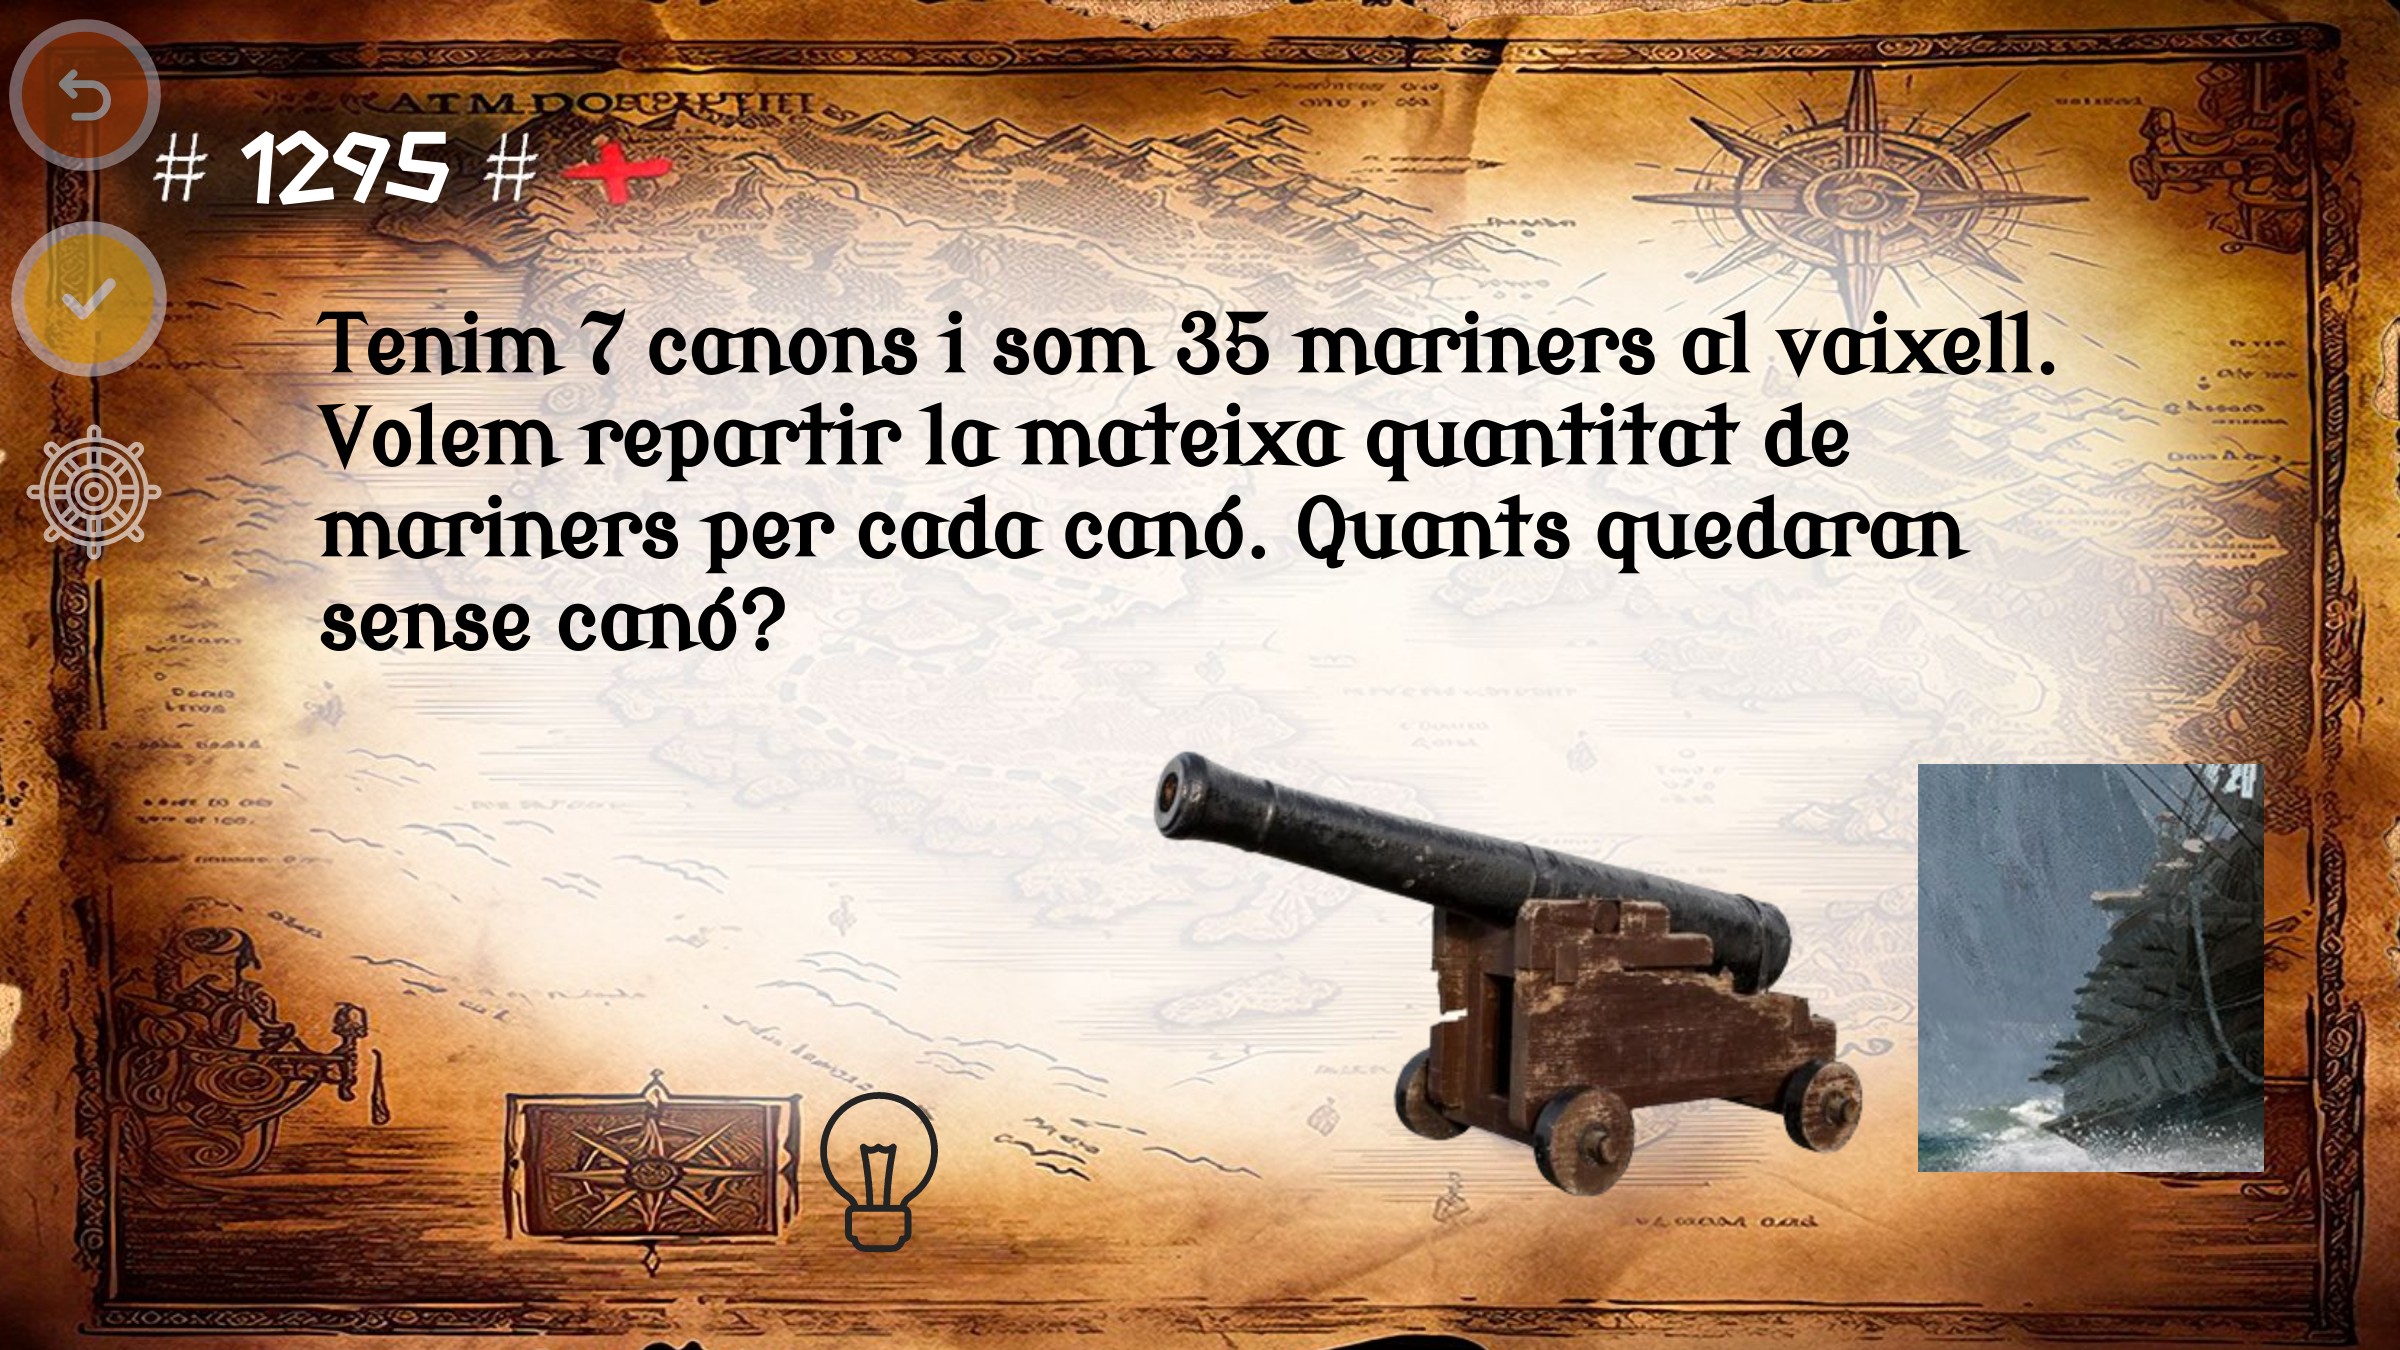 # 1295 #
Tenim 7 canons i som 35 mariners al vaixell.
Volem repartir la mateixa quantitat de
mariners per cada canó. Quants quedaran
sense canó?